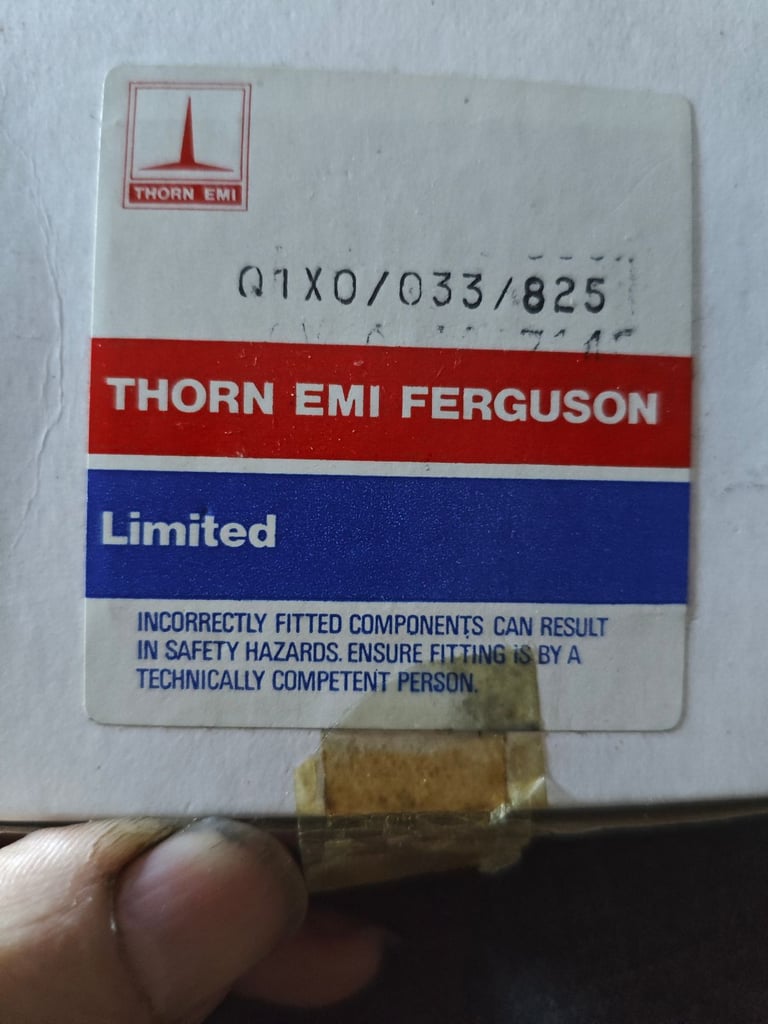 THORN EMI
Q1X0/033/825
THORN EMI FERGUSON
Limited
INCORRECTLY FITTED COMPONENTS CAN RESULT
IN SAFETY HAZARDS. ENSURE FITTING IS BY A
TECHNICALLY COMPETENT PERSON.